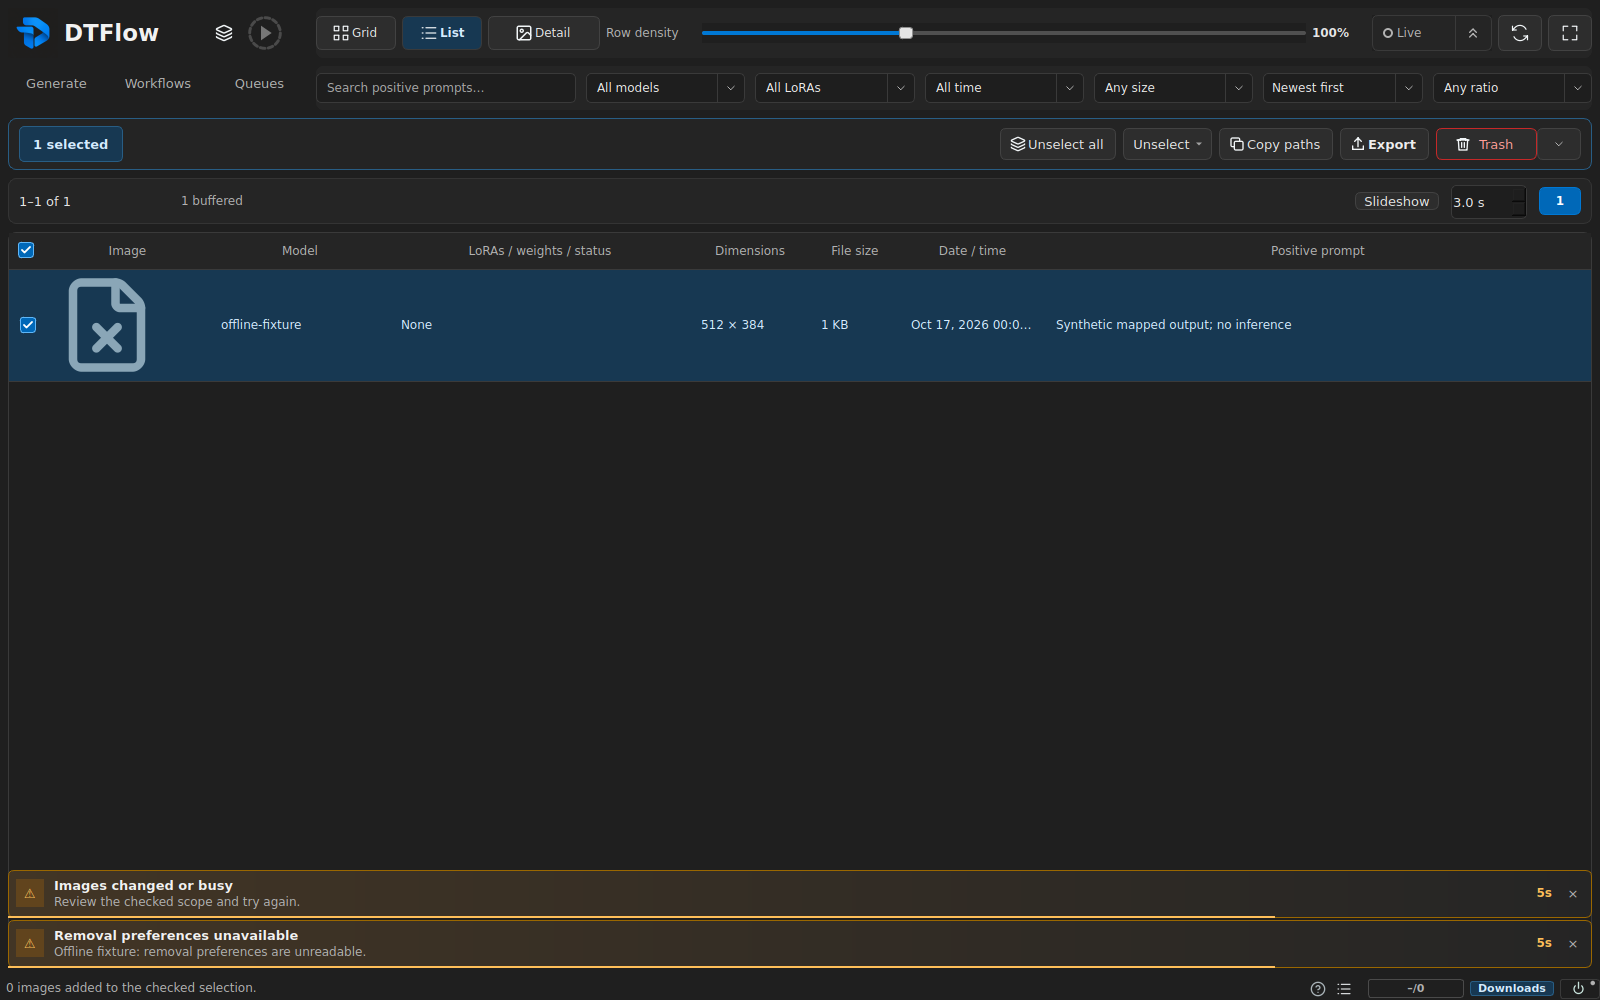 DTFlow
Grid
List
Detail
Row density
100%
Live
Generate
Workflows
Queues
Search positive prompts...
All models
All LoRAs
All time
Any size
Newest first
Any ratio
1 selected
Unselect all
Unselect
Copy paths
Export
Trash
1–1 of 1
1 buffered
Slideshow
3.0 s
1
Image
Model
LoRAs / weights / status
Dimensions
File size
Date / time
Positive prompt
offline-fixture
None
512 × 384
1 KB
Oct 17, 2026 00:0...
Synthetic mapped output; no inference
Images changed or busy
Review the checked scope and try again.
5s
Removal preferences unavailable
Offline fixture: removal preferences are unreadable.
5s
0 images added to the checked selection.
–/0
Downloads